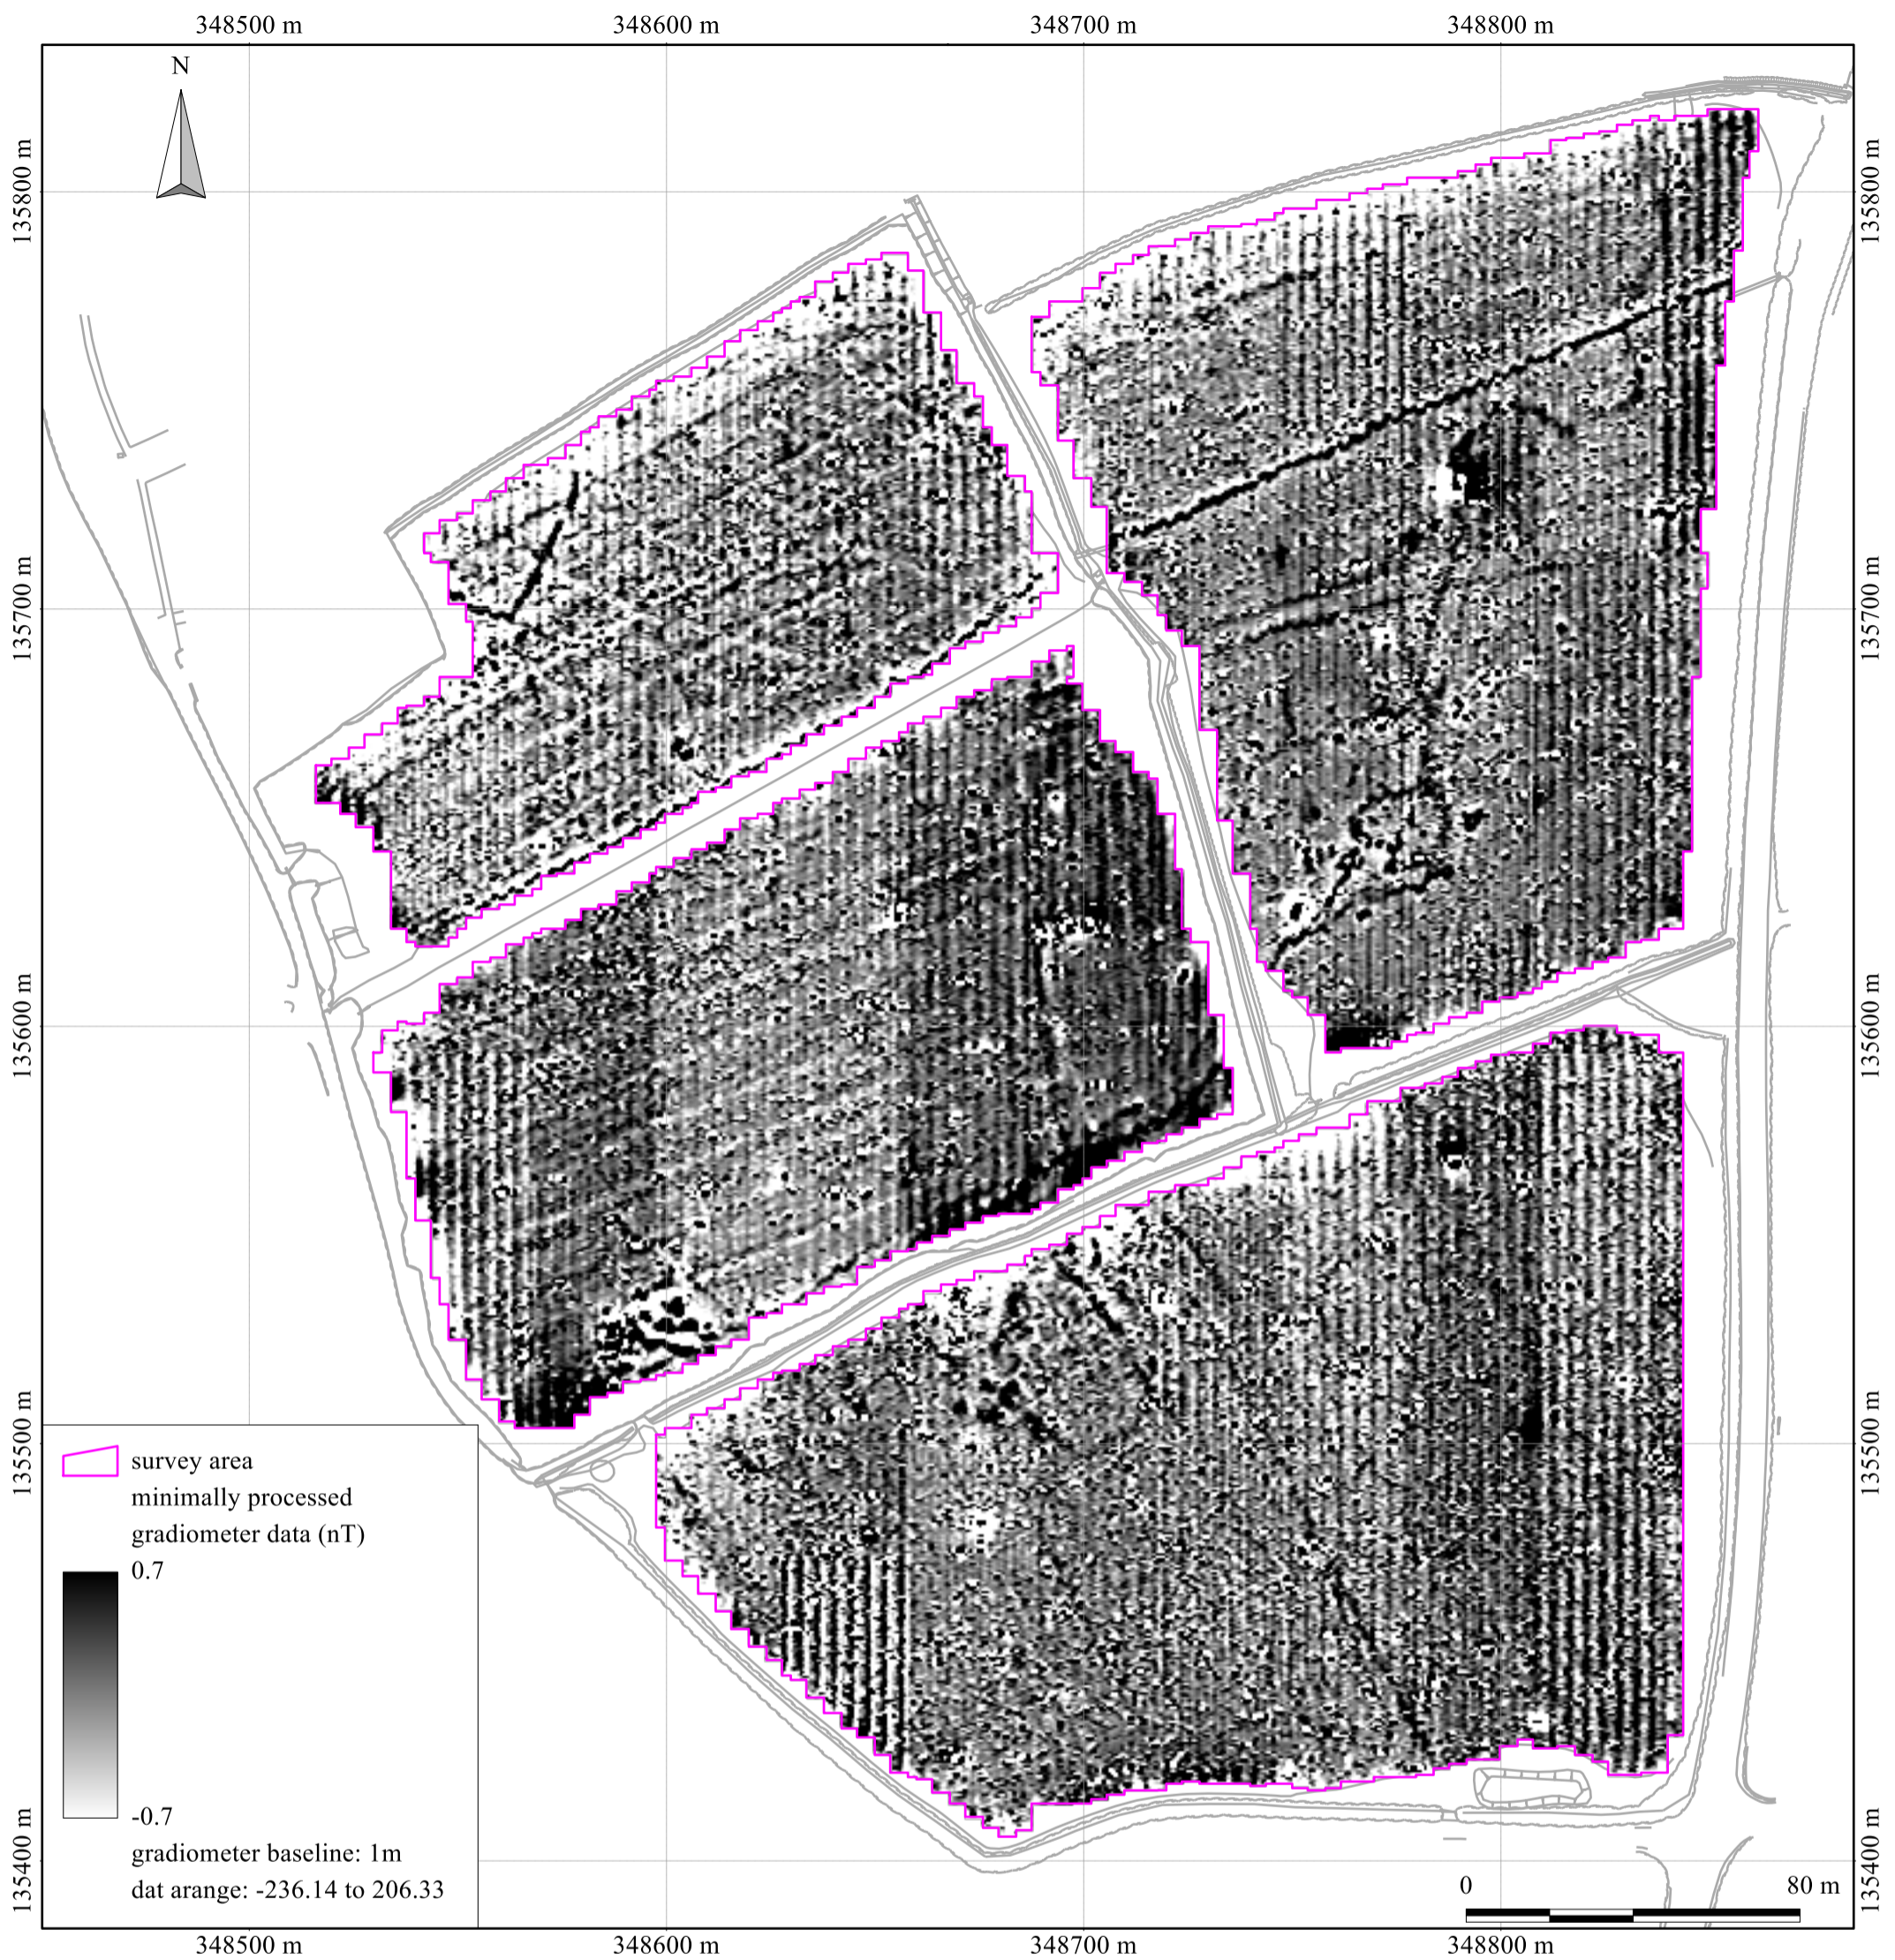 348500 m 348600 m 348700 m 348800 m
N
135800 m 135800 m
135700 m 135700 m
135600 m 135600 m
135500 m 135500 m
135400 m 135400 m
survey area
minimally processed
gradiometer data (nT)
0.7
-0.7
gradiometer baseline: 1m
dat arange: -236.14 to 206.33
0 80 m
348500 m 348600 m 348700 m 348800 m